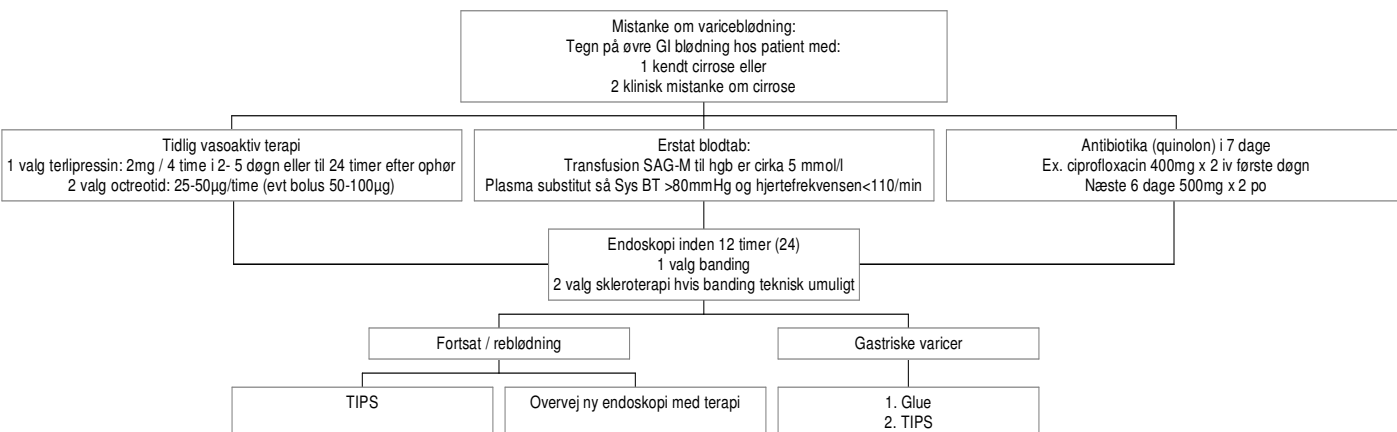 Mistanke om variceblødning:
Tegn på øvre GI blødning hos patient med:
1 kendt cirrose eller
2 klinisk mistanke om cirrose
Tidlig vasoaktiv terapi
1 valg terlipressin: 2mg / 4 time i 2- 5 døgn eller til 24 timer efter ophør
2 valg octreotid: 25-50µg/time (evt bolus 50-100µg)
Erstat blodtab:
Transfusion SAG-M til hgb er cirka 5 mmol/l
Plasma substitut så Sys BT >80mmHg og hjertefrekvensen<110/min
Antibiotika (quinolon) i 7 dage
Ex. ciprofloxacin 400mg x 2 iv første døgn
Næste 6 dage 500mg x 2 po
Endoskopi inden 12 timer (24)
1 valg banding
2 valg skleroterapi hvis banding teknisk umuligt
Fortsat / reblødning
Gastriske varicer
TIPS
Overvej ny endoskopi med terapi
1. Glue
2. TIPS